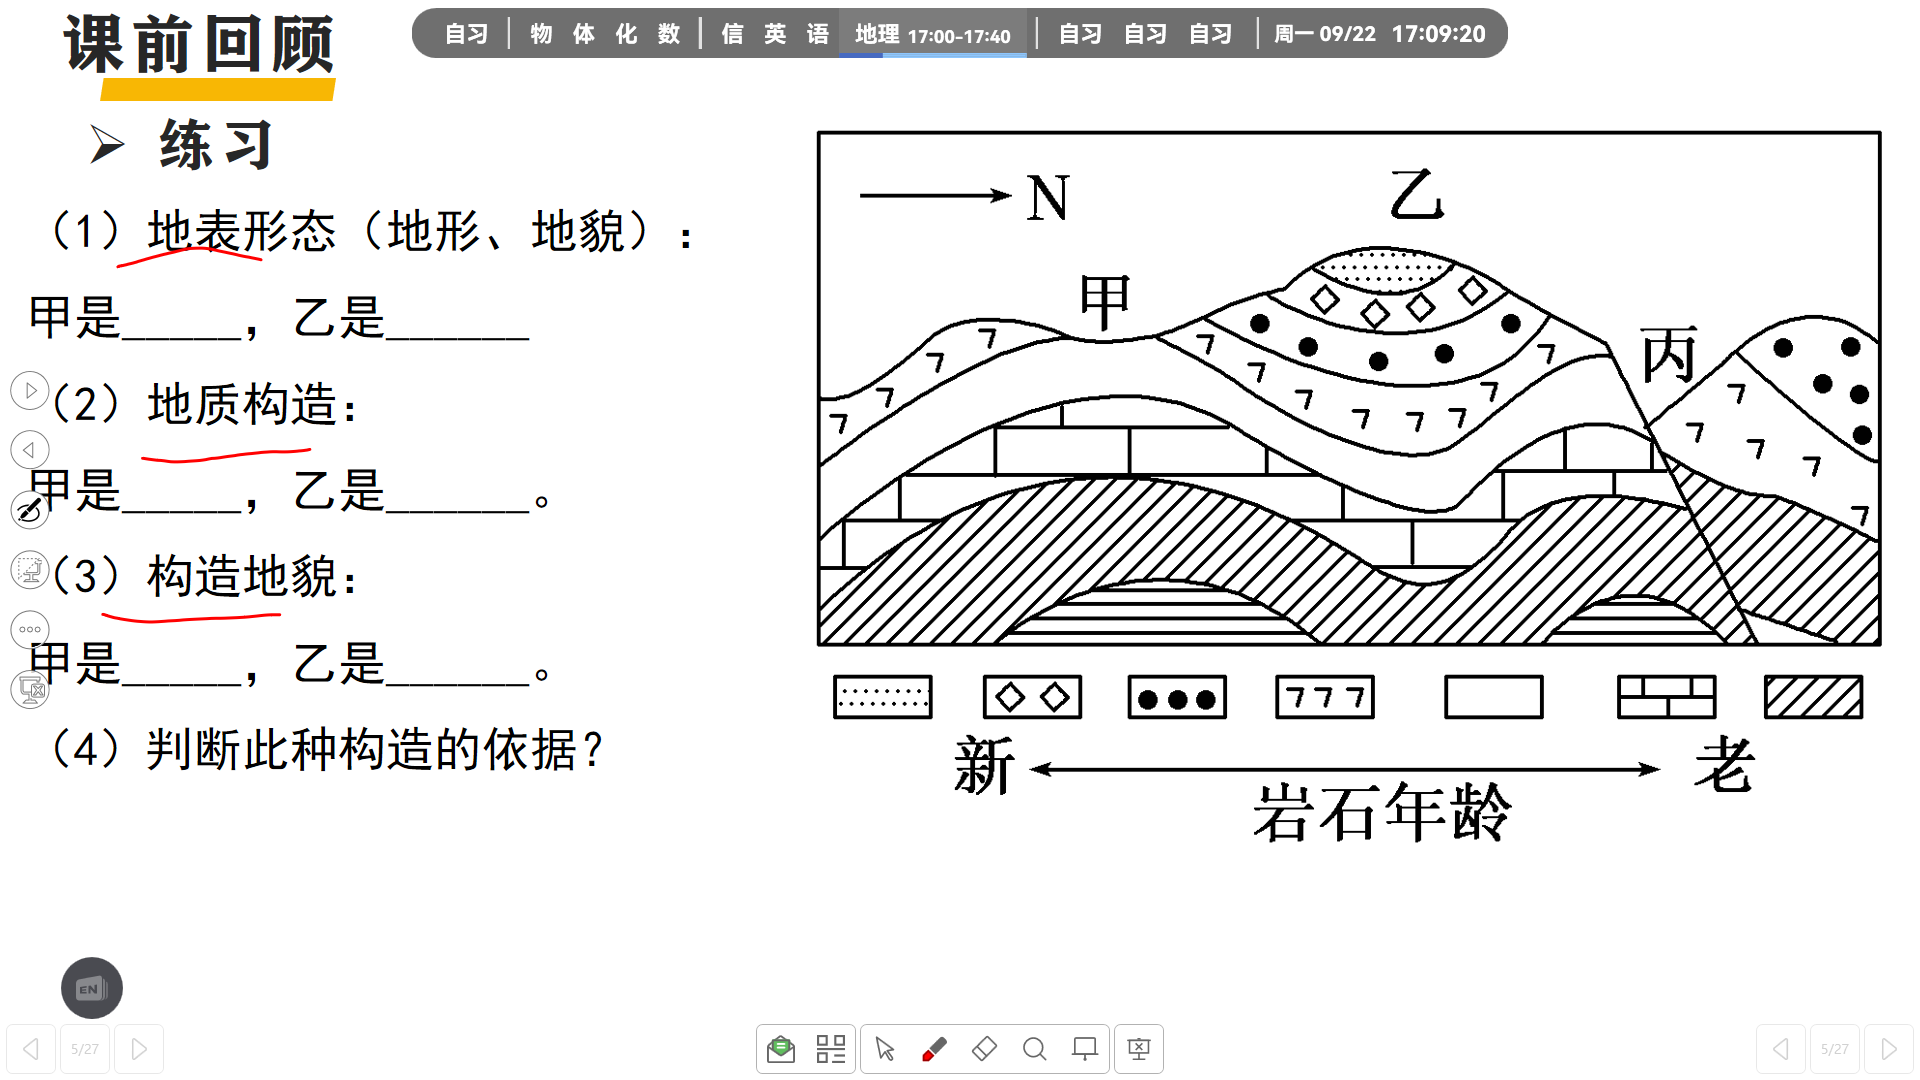 课前回顾
自习 物 体 化 数 信 英 语 地理 17:00-17:40 自习 自习 自习 周一 09/22 17:09:20
➢ 练习
（1）地表形态（地形、地貌）：
甲是_____，乙是______
（2）地质构造：
甲是_____，乙是______。
（3）构造地貌：
甲是_____，乙是______。
（4）判断此种构造的依据？
N
乙
甲
丙
新
老
岩石年龄
EN
5/27
5/27